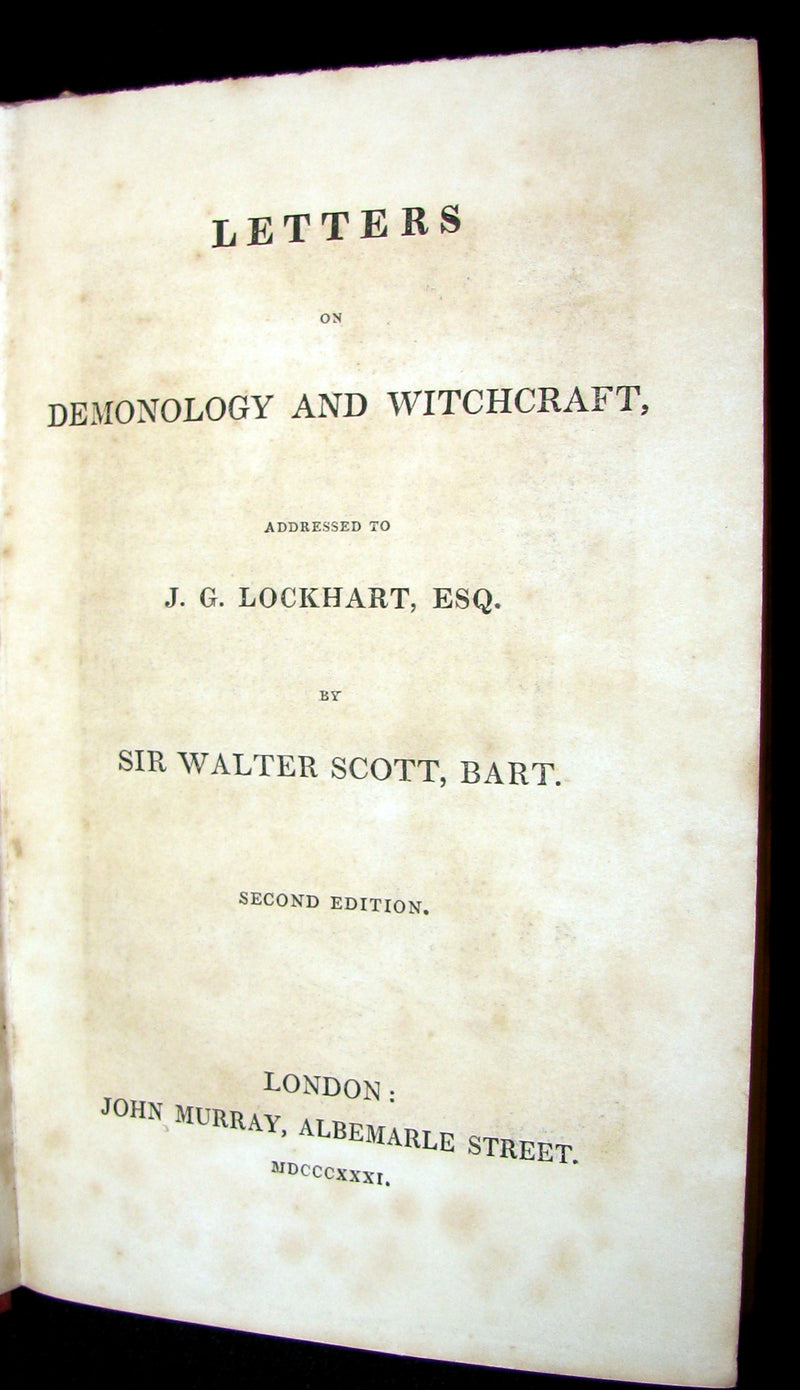 LETTERS
ON
DEMONOLOGY AND WITCHCRAFT,
ADDRESSED TO
J. G. LOCKHART, ESQ.
BY
SIR WALTER SCOTT, BART.
SECOND EDITION.
LONDON:
JOHN MURRAY, ALBEMARLE STREET.
MDCCCXXXI.